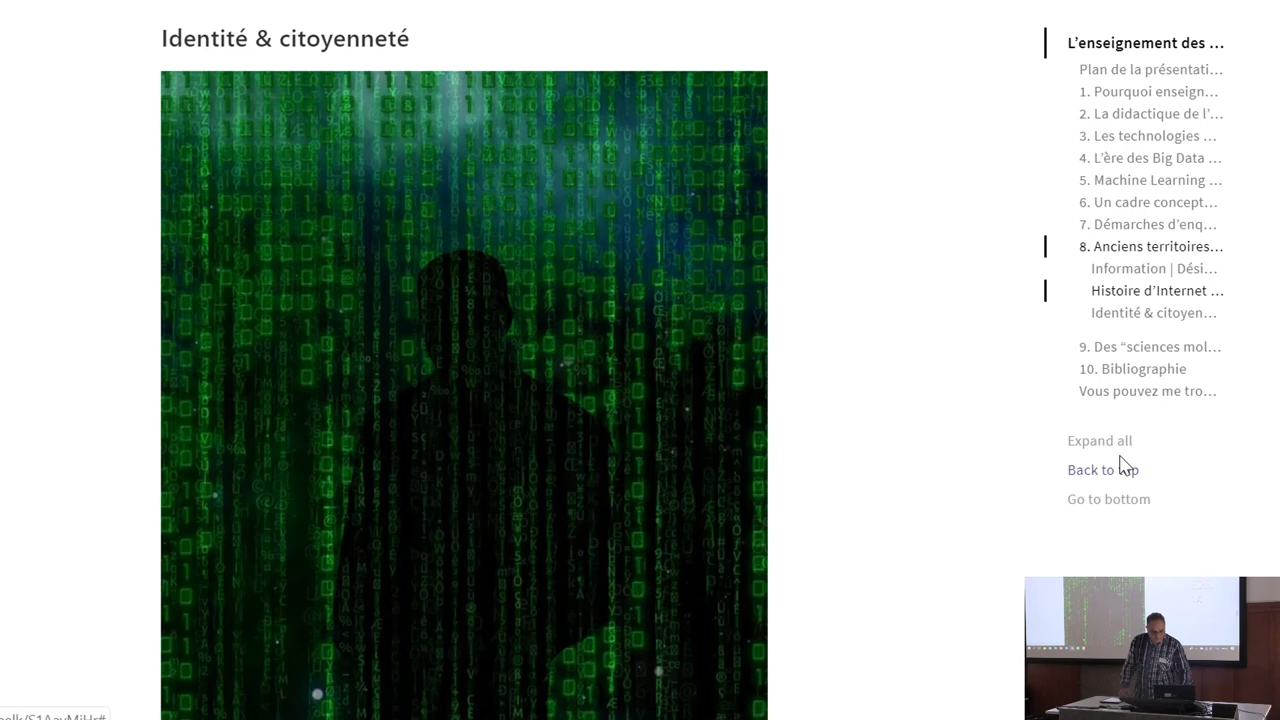 Identité & citoyenneté
L’enseignement des …
Plan de la présentati…
1. Pourquoi enseign…
2. La didactique de l’…
3. Les technologies …
4. L’ère des Big Data …
5. Machine Learning …
6. Un cadre concept…
7. Démarches d’enq…
8. Anciens territoires…
Information | Dési…
Histoire d’Internet …
Identité & citoyen…
9. Des “sciences mol…
10. Bibliographie
Vous pouvez me tro…
Expand all
Back to top
Go to bottom